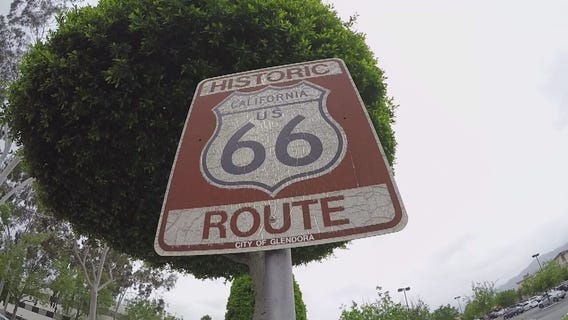 HISTORIC
CALIFORNIA
US
66
ROUTE
CITY OF GLENDORA